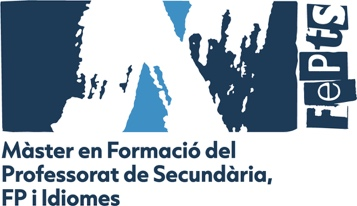 FePtS
Màster en Formació del
Professorat de Secundària,
FP i Idiomes